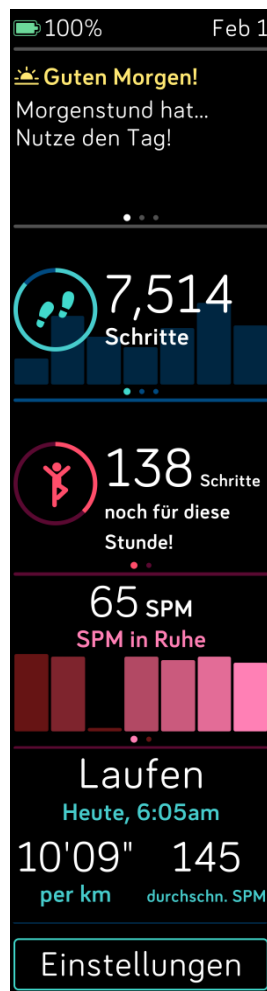 100% Feb 1
Guten Morgen!
Morgenstund hat...
Nutze den Tag!
7,514
Schritte
138 Schritte
noch für diese
Stunde!
65 SPM
SPM in Ruhe
Laufen
Heute, 6:05am
10'09" 145
per km durchschn. SPM
Einstellungen